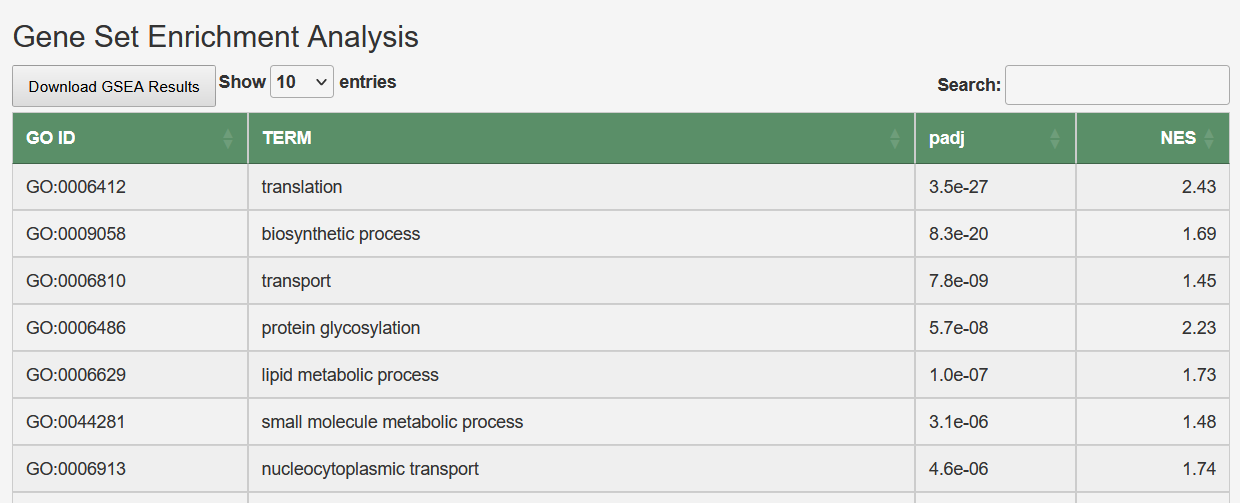 Gene Set Enrichment Analysis
Download GSEA Results Show 10 entries Search:
GO ID TERM padj NES
GO:0006412 translation 3.5e-27 2.43
GO:0009058 biosynthetic process 8.3e-20 1.69
GO:0006810 transport 7.8e-09 1.45
GO:0006486 protein glycosylation 5.7e-08 2.23
GO:0006629 lipid metabolic process 1.0e-07 1.73
GO:0044281 small molecule metabolic process 3.1e-06 1.48
GO:0006913 nucleocytoplasmic transport 4.6e-06 1.74